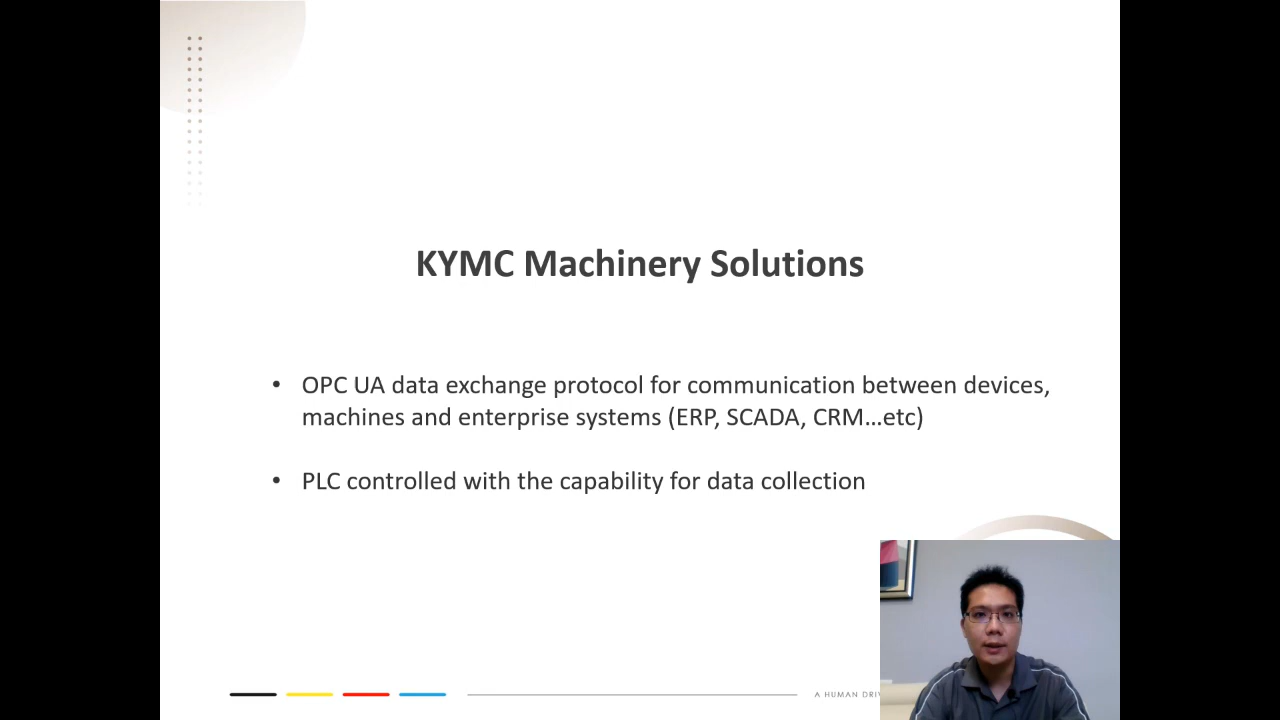 KYMC Machinery Solutions
• OPC UA data exchange protocol for communication between devices,
machines and enterprise systems (ERP, SCADA, CRM...etc)
• PLC controlled with the capability for data collection
A HUMAN